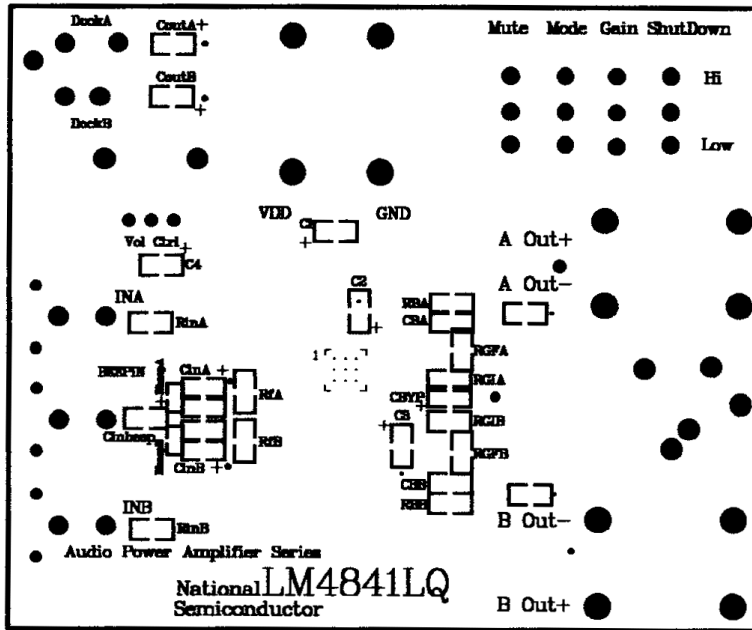 DockA
CoutA
+
Mute Mode Gain ShutDown
Hi
CoutB
+
DockB
Low
VDD
GND
+
Vol Ctrl
+
C4
A Out+
A Out-
C2
+
INA
RinA
RBA
CBA
RGFA
1
BEEPIN
CinA
+
RfA
RGIA
CBYP
+
C3
+
RGIB
Cinbeep
RfB
CinB
+
RGFB
CBB
RBB
INB
RinB
B Out-
Audio Power Amplifier Series
National LM4841LQ
Semiconductor
B Out+